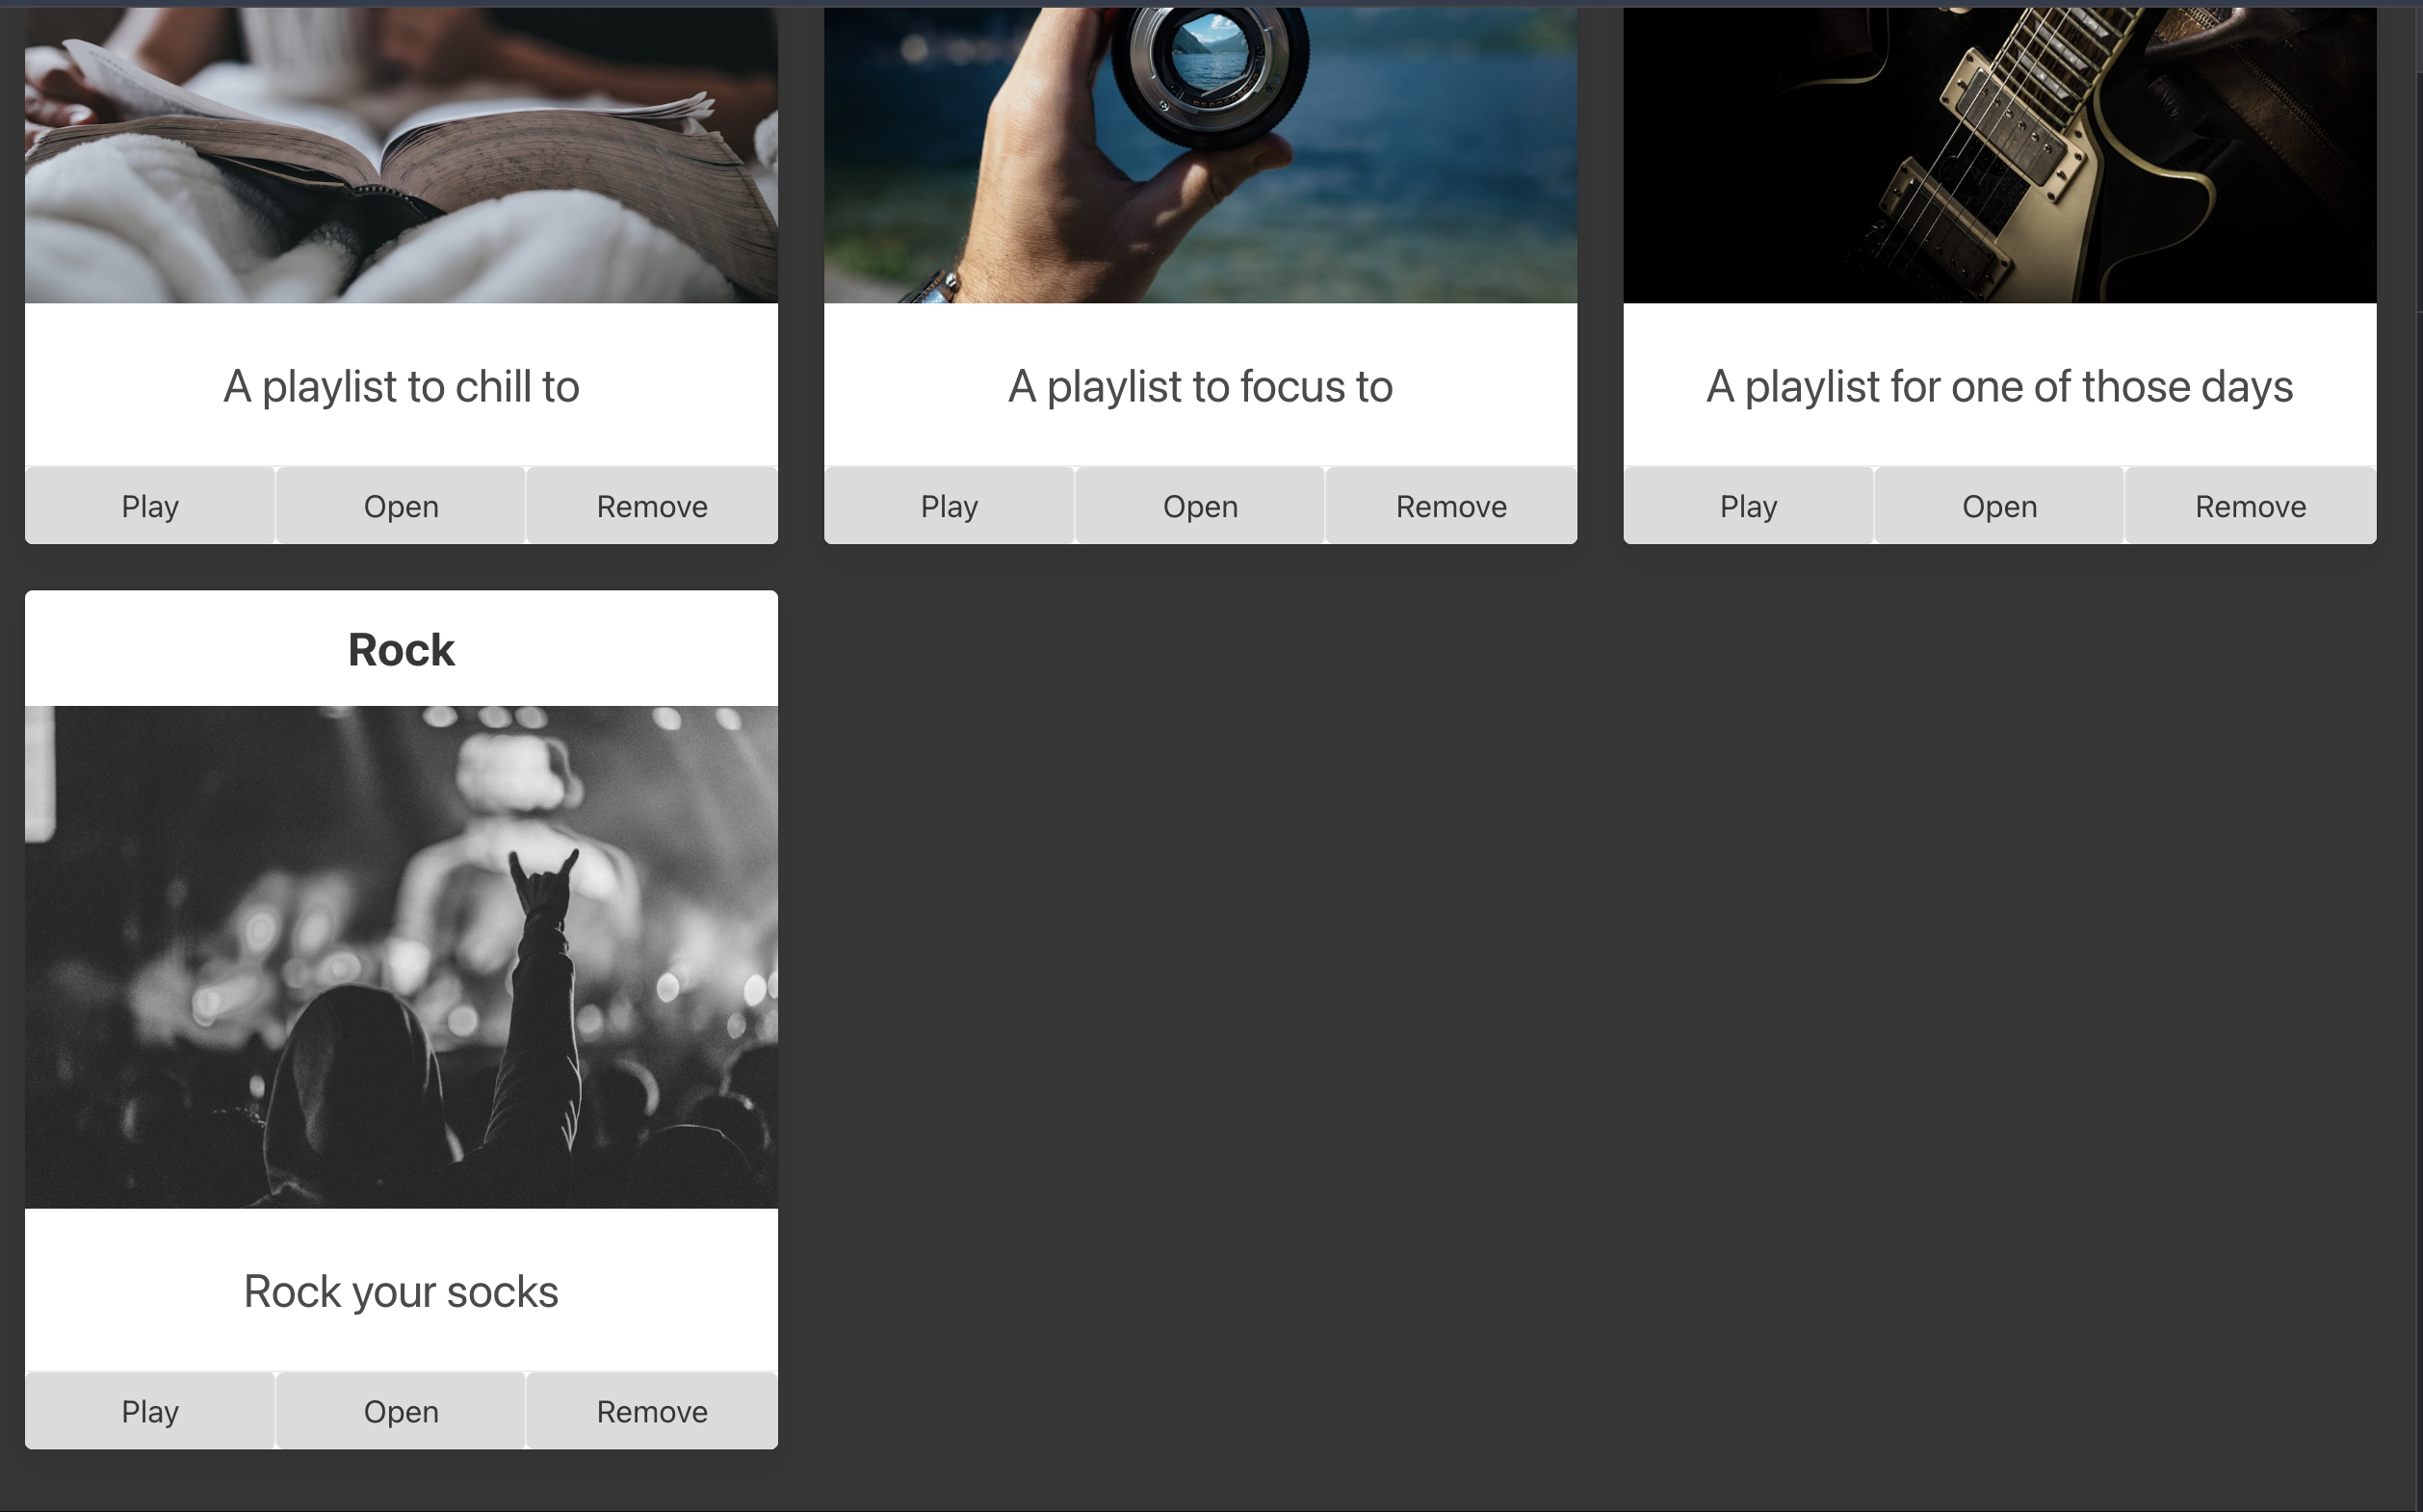 A playlist to chill to
Play Open Remove
A playlist to focus to
Play Open Remove
A playlist for one of those days
Play Open Remove
Rock
Rock your socks
Play Open Remove